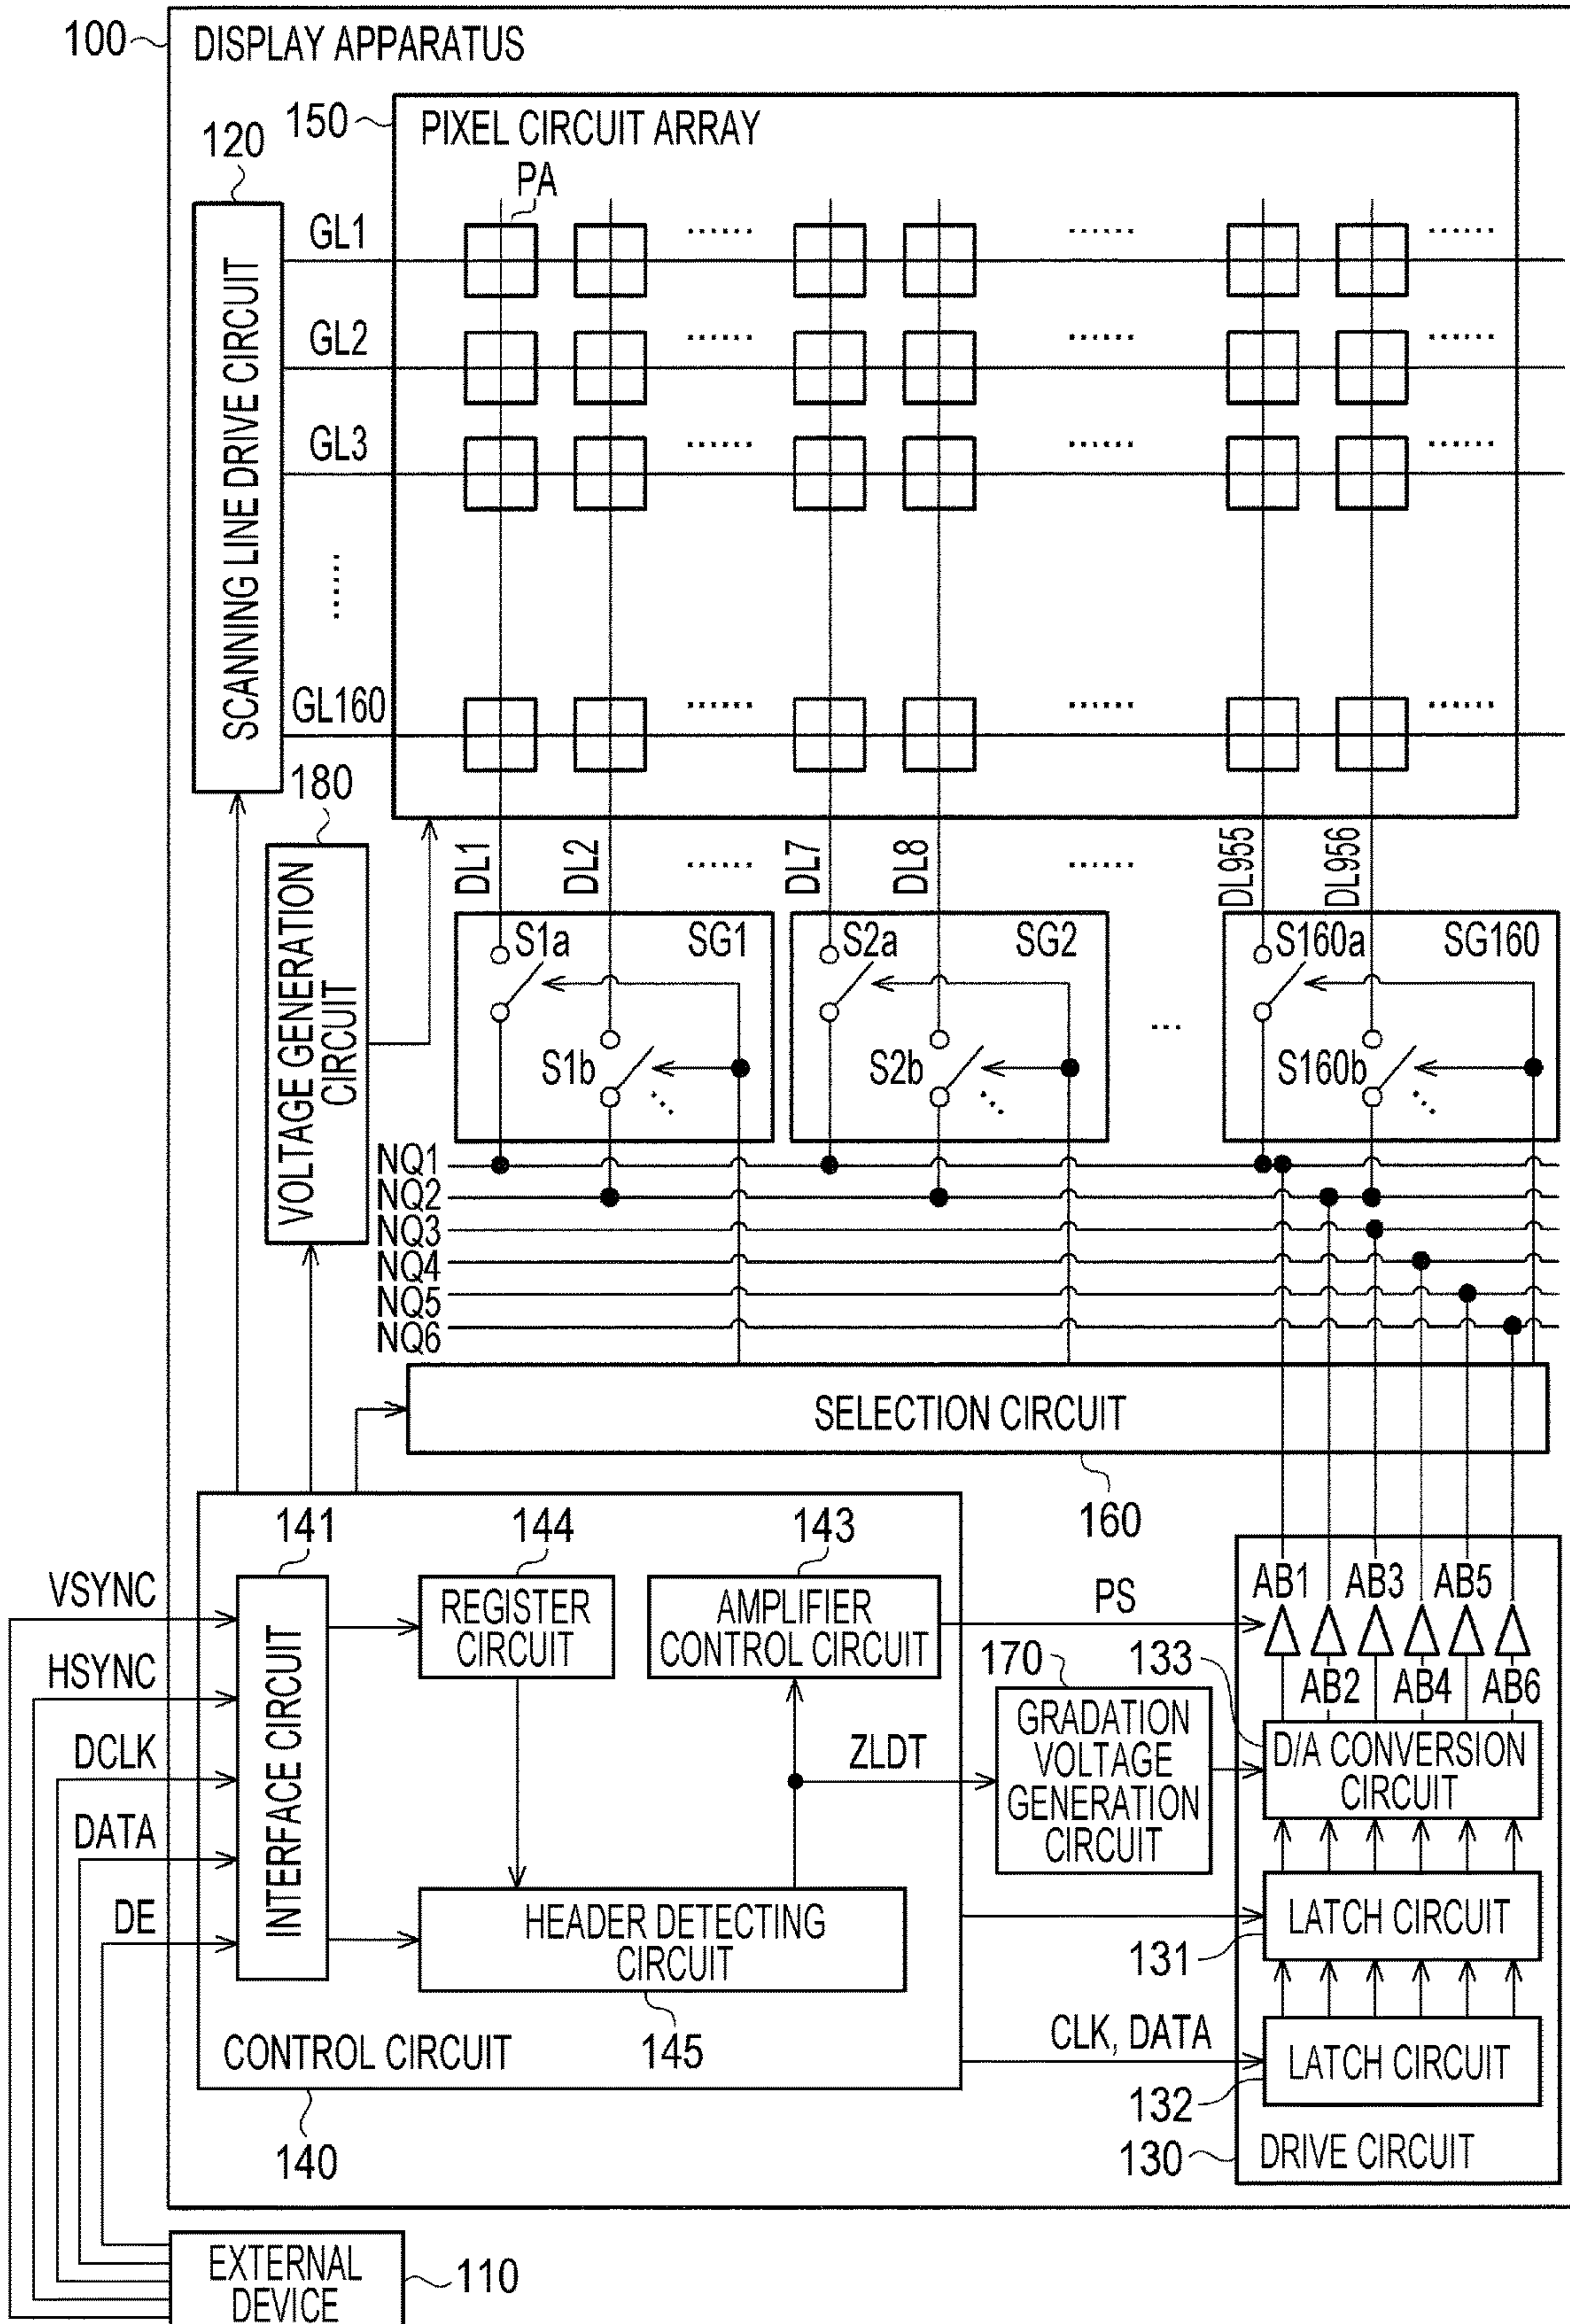 100
DISPLAY APPARATUS
150
PIXEL CIRCUIT ARRAY
120
PA
SCANNING LINE DRIVE CIRCUIT
GL1
......
......
......
GL2
......
......
......
GL3
......
......
......
......
GL160
......
......
......
180
VOLTAGE GENERATION
CIRCUIT
DL1
DL2
......
DL7
DL8
......
DL955
DL956
S1a
SG1
S2a
SG2
S160a
SG160
S1b
...
S2b
...
...
S160b
...
NQ1
NQ2
NQ3
NQ4
NQ5
NQ6
SELECTION CIRCUIT
160
141
144
143
VSYNC
HSYNC
DCLK
DATA
DE
INTERFACE CIRCUIT
REGISTER
CIRCUIT
AMPLIFIER
CONTROL CIRCUIT
PS
AB1
AB3
AB5
AB2
AB4
AB6
170
133
GRADATION
VOLTAGE
GENERATION
CIRCUIT
ZLDT
D/A CONVERSION
CIRCUIT
HEADER DETECTING
CIRCUIT
145
LATCH CIRCUIT
131
CLK, DATA
LATCH CIRCUIT
132
CONTROL CIRCUIT
140
130
DRIVE CIRCUIT
EXTERNAL
DEVICE
110